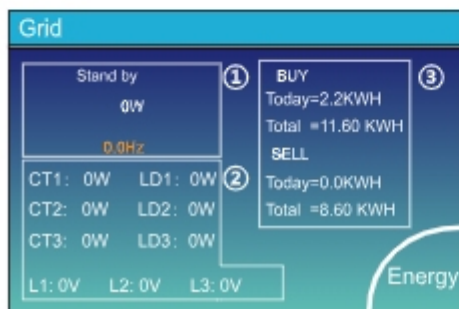 Grid
Stand by
0W
0.0Hz
①
CT1: 0W LD1: 0W
CT2: 0W LD2: 0W
CT3: 0W LD3: 0W
L1: 0V L2: 0V L3: 0V
②
BUY
Today=2.2KWH
Total =11.60 KWH
SELL
Today=0.0KWH
Total =8.60 KWH
③
Energy